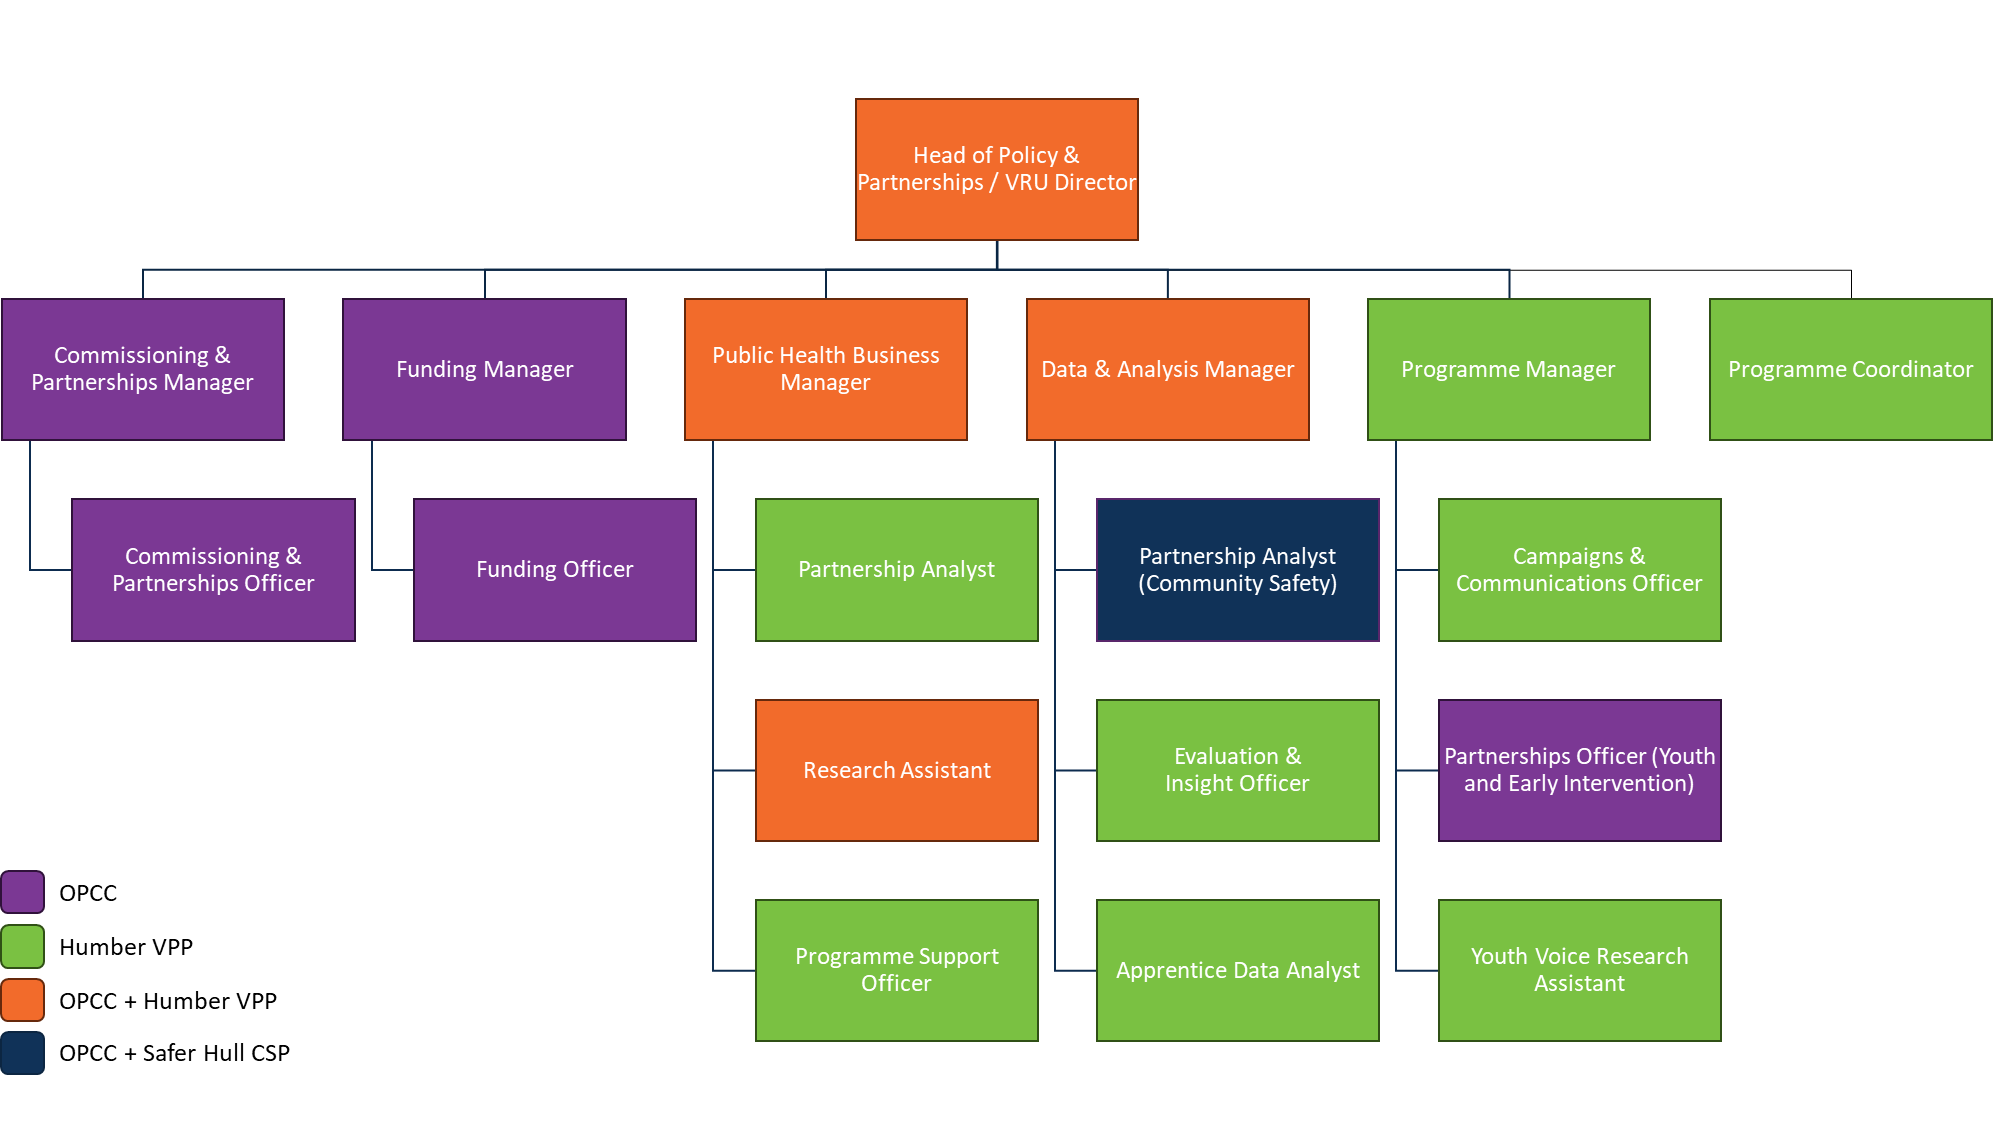 Head of Policy &
Partnerships / VRU Director
Commissioning &
Partnerships Manager
Funding Manager
Public Health Business
Manager
Data & Analysis Manager
Programme Manager
Programme Coordinator
Commissioning &
Partnerships Officer
Funding Officer
Partnership Analyst
Partnership Analyst
(Community Safety)
Campaigns &
Communications Officer
Research Assistant
Evaluation &
Insight Officer
Partnerships Officer (Youth
and Early Intervention)
Programme Support
Officer
Apprentice Data Analyst
Youth Voice Research
Assistant
OPCC
Humber VPP
OPCC + Humber VPP
OPCC + Safer Hull CSP